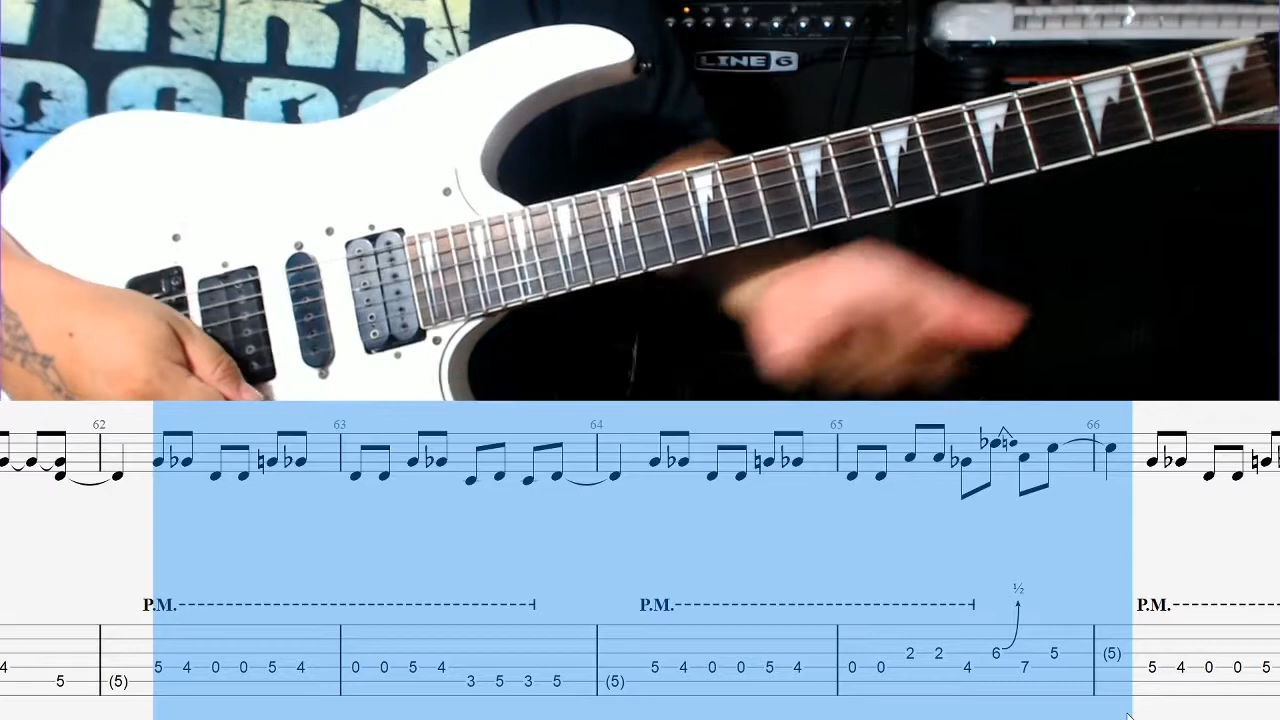 LINE 6
62 63 64 65 66
½
P.M. P.M. P.M.
2 2 6 5 (5)
4 5 4 0 0 5 4 0 0 5 4 5 4 0 0 5 4 0 0 4 7 5 4 0 0 5
5 (5) 3 5 3 5 (5)